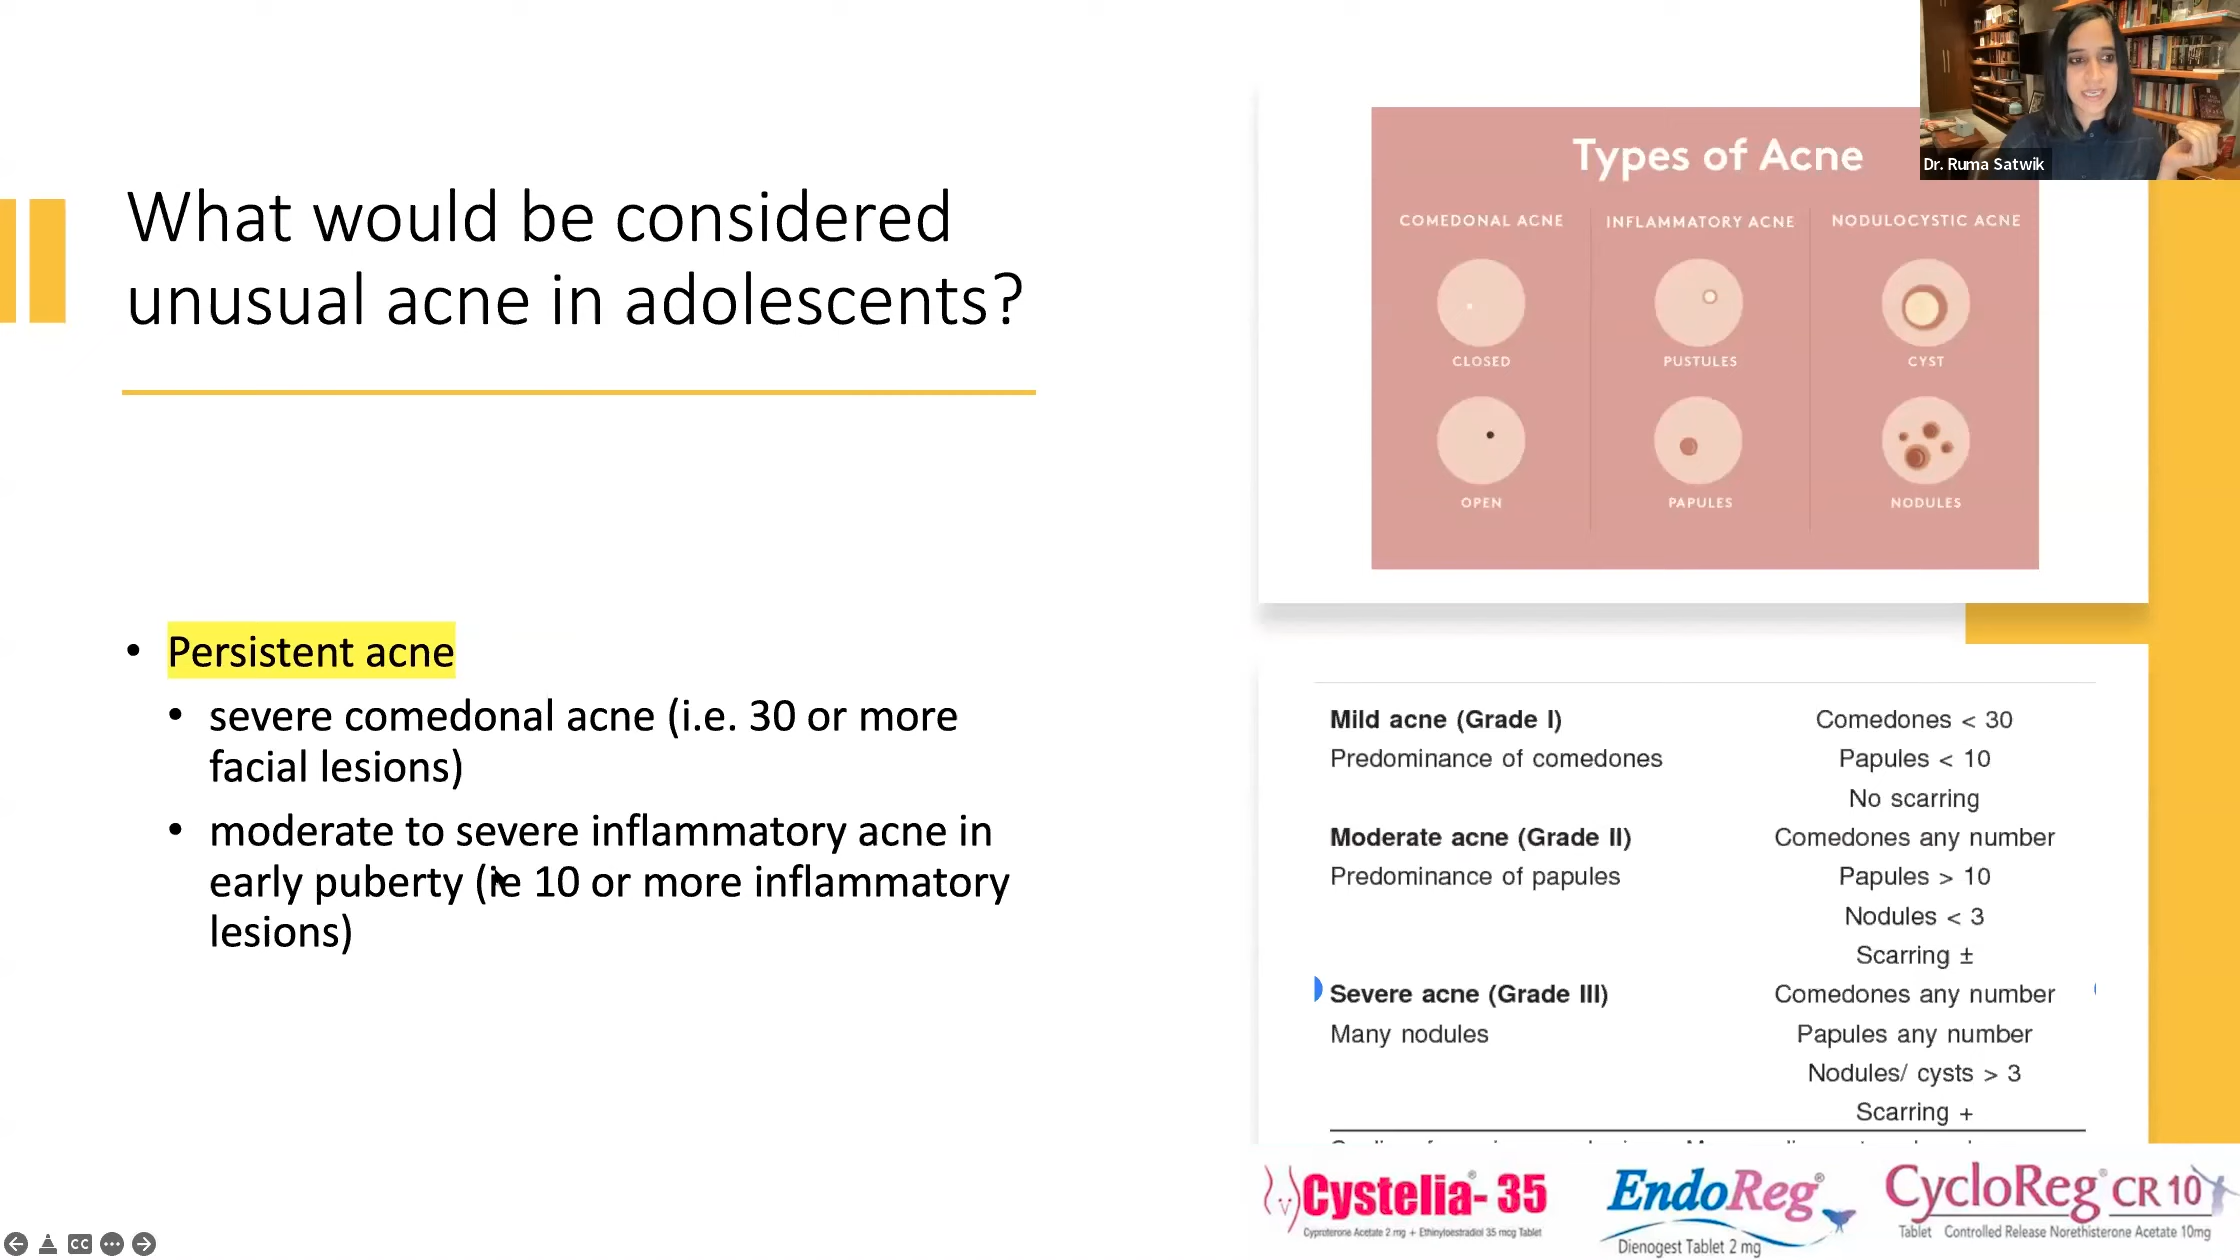 What would be considered
unusual acne in adolescents?
• Persistent acne
• severe comedonal acne (i.e. 30 or more
facial lesions)
• moderate to severe inflammatory acne in
early puberty (ie 10 or more inflammatory
lesions)
Types of Acne
COMEDONAL ACNE
INFLAMMATORY ACNE
NODULOCYSTIC ACNE
CLOSED
PUSTULES
CYST
OPEN
PAPULES
NODULES
Dr. Ruma Satwik
Mild acne (Grade I) Comedones < 30
Predominance of comedones Papules < 10
No scarring
Moderate acne (Grade II) Comedones any number
Predominance of papules Papules > 10
Nodules < 3
Scarring ±
Severe acne (Grade III) Comedones any number
Many nodules Papules any number
Nodules/ cysts > 3
Scarring +
Cystelia®- 35
Cyproterone Acetate 2 mg + Ethinyloestradiol 35 mcg Tablet
EndoReg®
Dienogest Tablet 2 mg
CycloReg® CR 10
Tablet Controlled Release Norethisterone Acetate 10mg
CC